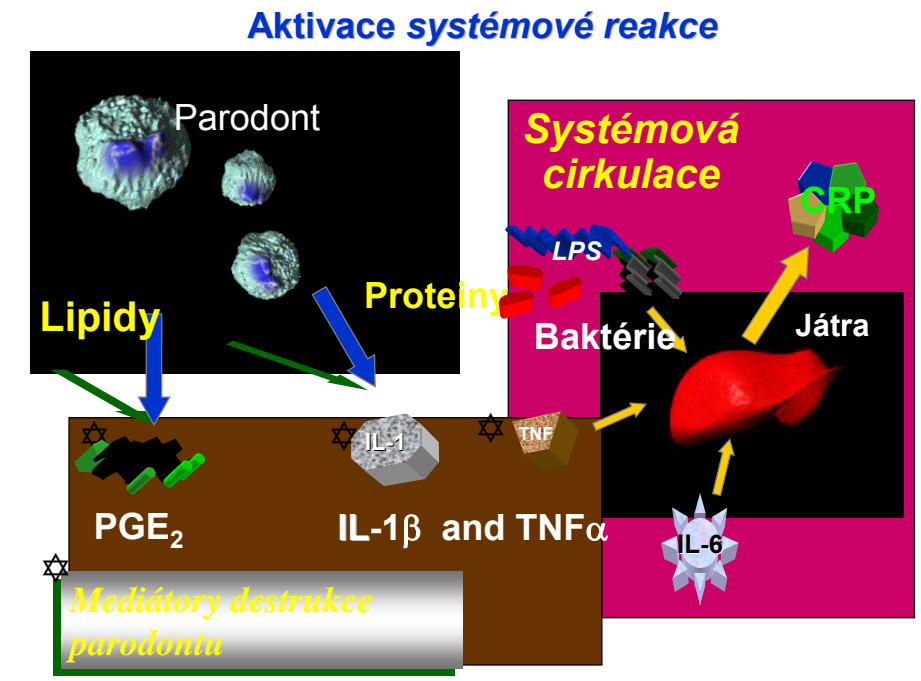 Aktivace systémové reakce
Parodont
Systémová
cirkulace
CRP
LPS
Proteiny
Lipidy
Baktérie
Játra
IL-1
TNF
PGE₂
IL-1β and TNFα
IL-6
Mediátory destrukce
parodontu